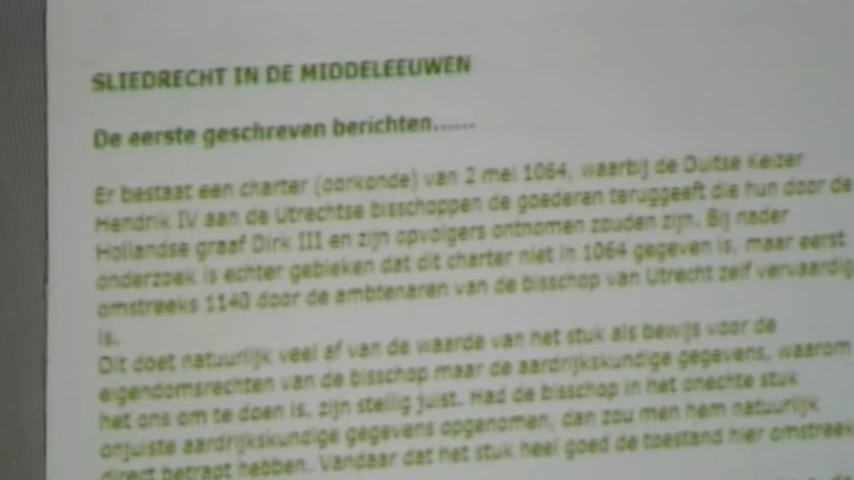 SLIEDRECHT IN DE MIDDELEEUWEN
De eerste geschreven berichten......
Er bestaat een charter (oorkonde) van 2 mei 1064, waarbij de Duitse Keizer
Hendrik IV aan de Utrechtse bisschoppen de goederen teruggeeft die hun door de
Hollandse graaf Dirk III en zijn opvolgers ontnomen zouden zijn. Bij nader
onderzoek is echter gebleken dat dit charter niet in 1064 gegeven is, maar eerst
omstreeks 1140 door de ambtenaren van de bisschop van Utrecht zelf vervaardig
is.
Dit doet natuurlijk veel af van de waarde van het stuk als bewijs voor de
eigendomsrechten van de bisschop maar de aardrijkskundige gegevens, waarom
het ons om te doen is, zijn stellig juist. Had de bisschop in het onechte stuk
onjuiste aardrijkskundige gegevens opgenomen, dan zou men hem natuurlijk
direct betrapt hebben. Vandaar dat het stuk heel goed de toestand hier omstreek